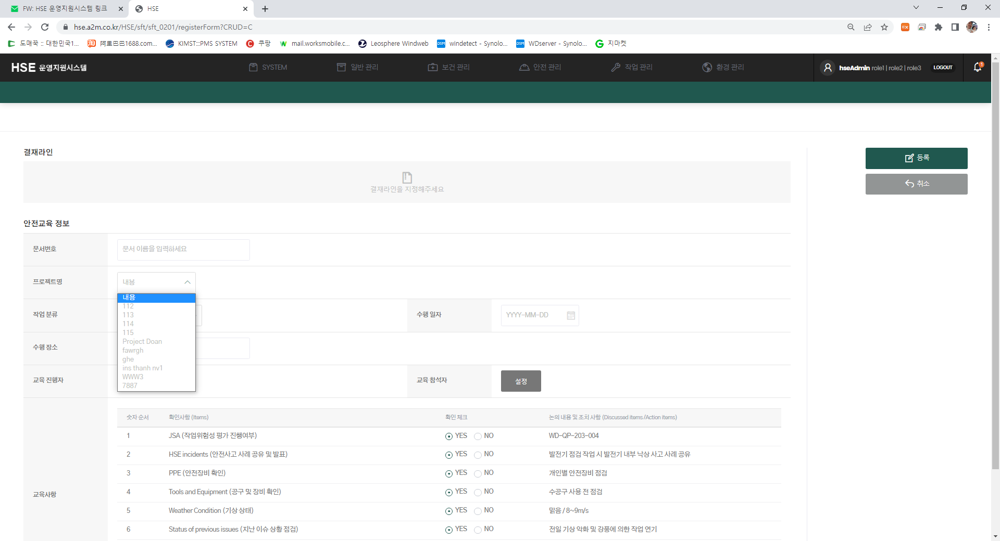 FW: HSE 운영지원시스템 링크
HSE
hse.a2m.co.kr/HSE/sft/sft_0201/registerForm?CRUD=C
도매꾹 :: 대한민국1...
阿里巴巴1688.com...
KIMST:::PMS SYSTEM
쿠팡
mail.worksmobile.c...
Leosphere Windweb
windetect - Synolo...
WDserver - Synolo...
지마켓
HSE 운영지원시스템
SYSTEM
일반 관리
보건 관리
안전 관리
작업 관리
환경 관리
hseAdmin role1 | role2 | role3
LOGOUT
1
결재라인
등록
취소
결재라인을 지정해주세요
안전교육 정보
문서번호
문서 이름을 입력하세요
프로젝트명
내용
내용
112
113
114
115
Project Doan
fawrgh
ghe
ins thanh nv1
WWW3
7887
작업 분류
수행 일자
YYYY-MM-DD
수행 장소
교육 진행자
교육 참석자
설정
교육사항
숫자 순서 확인사항 (Items) 확인 체크 논의 내용 및 조치 사항 (Discussed items /Action items)
1 JSA (작업위험성 평가 진행여부) YES NO WD-QP-203-004
2 HSE incidents (안전사고 사례 공유 및 발표) YES NO 발전기 점검 작업 시 발전기 내부 낙상 사고 사례 공유
3 PPE (안전장비 확인) YES NO 개인별 안전장비 점검
4 Tools and Equipment (공구 및 장비 확인) YES NO 수공구 사용 전 점검
5 Weather Condition (기상 상태) YES NO 맑음 / 8~9m/s
6 Status of previous issues (지난 이슈 상황 점검) YES NO 전일 기상 악화 및 강풍에 의한 작업 연기